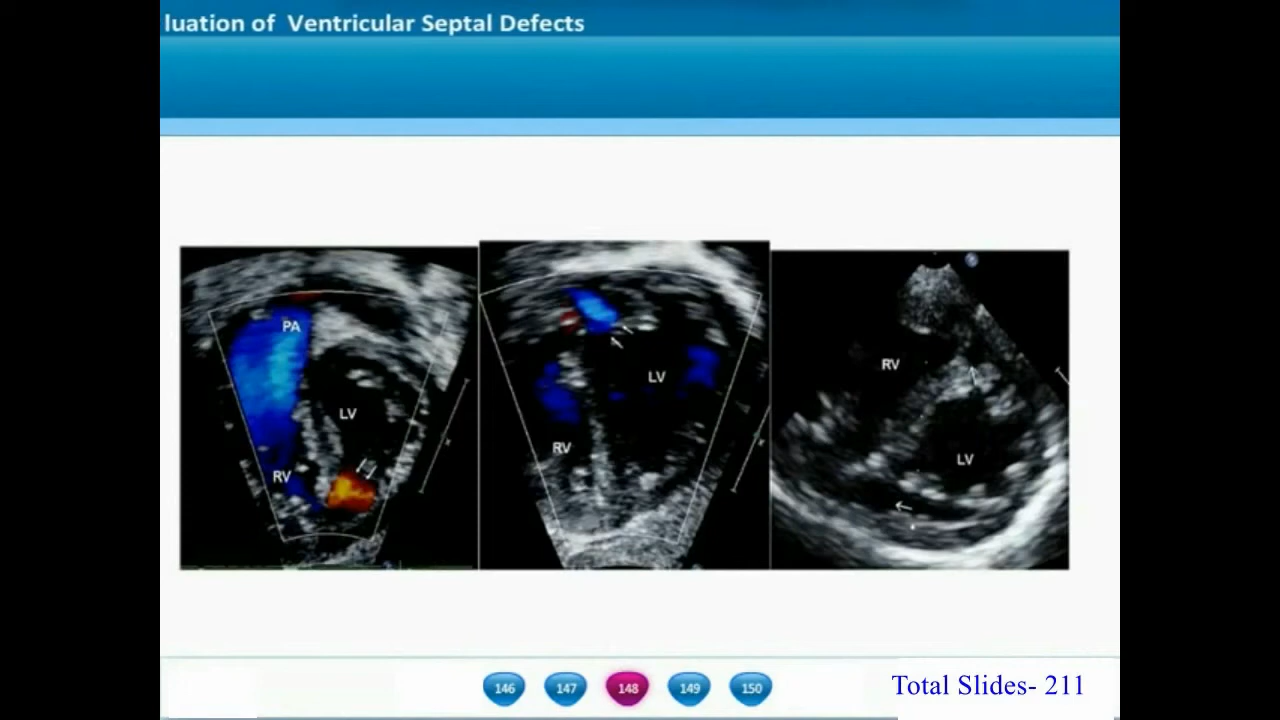 luation of  Ventricular Septal Defects
PA
LV
RV
LV
RV
RV
LV
146 147 148 149 150
Total Slides- 211